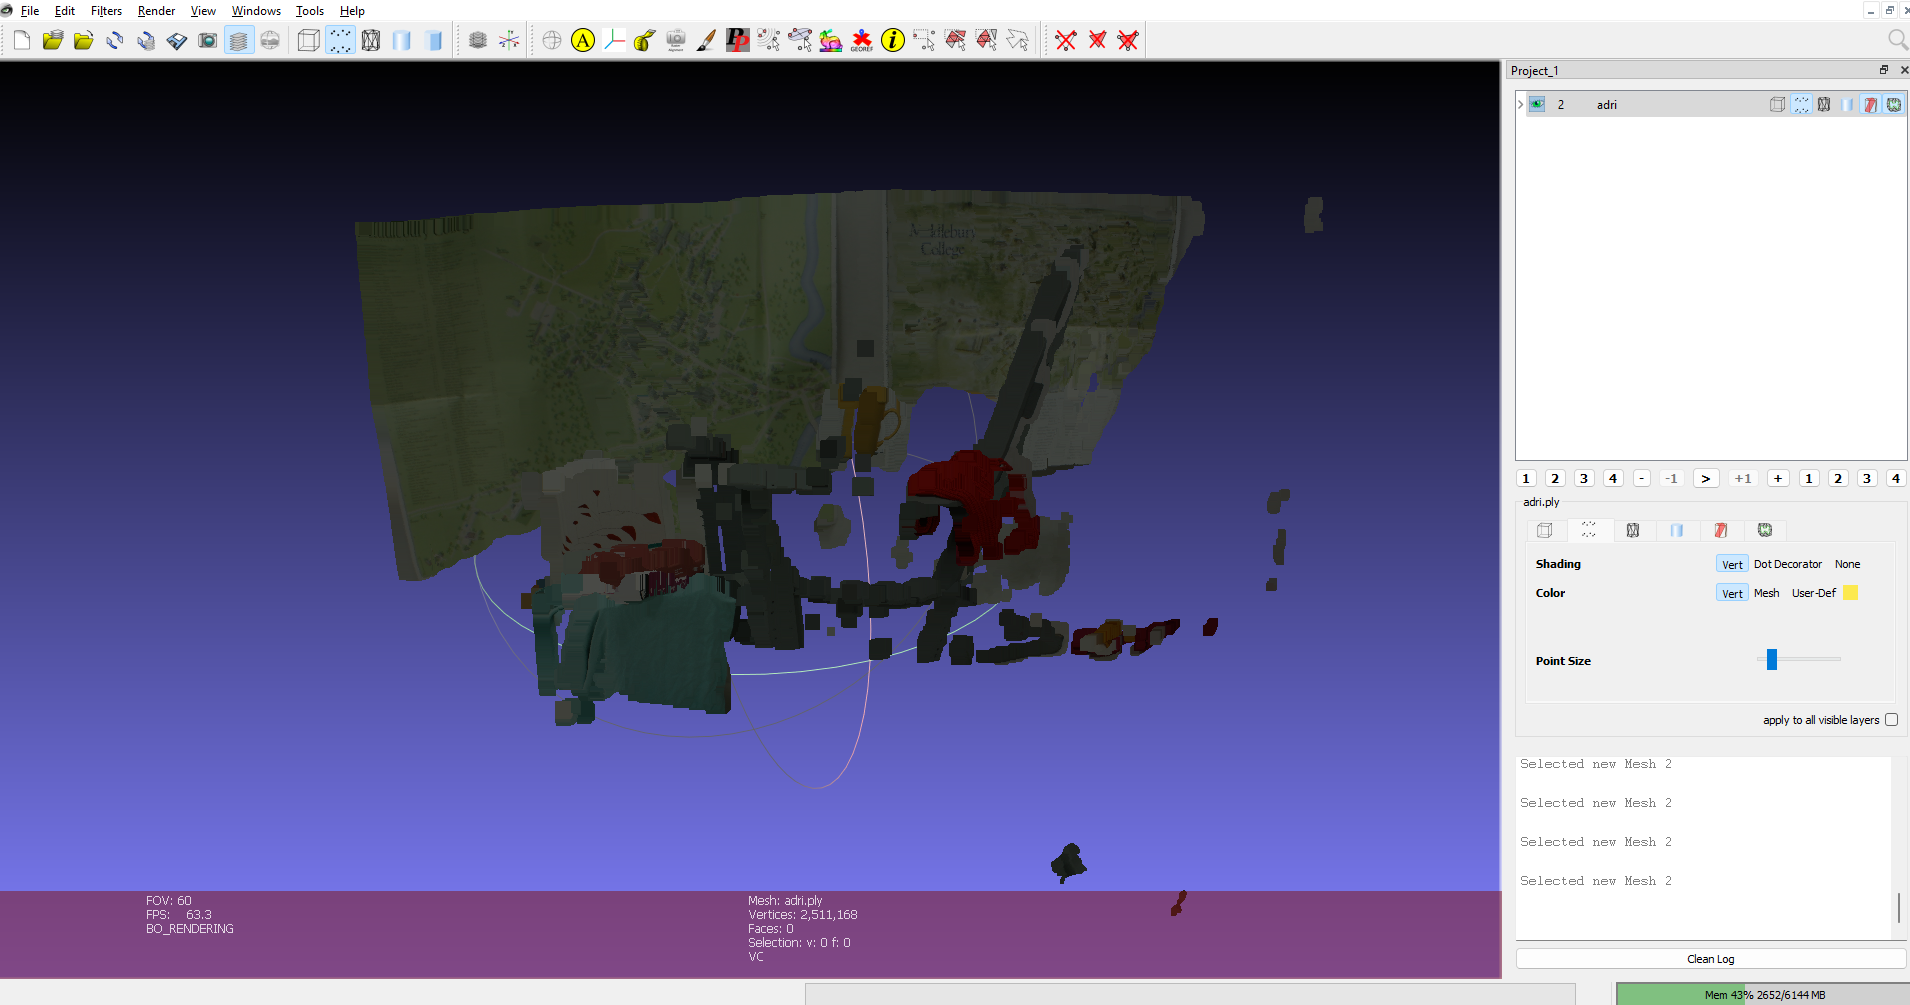 File Edit Filters Render View Windows Tools Help
A
PP
GEOREF
i
Project_1
2 adri
College
1 2 3 4 - -1 > +1 + 1 2 3 4
adri.ply
Shading Vert Dot Decorator None
Color Vert Mesh User-Def
Point Size
apply to all visible layers
Selected new Mesh 2
Selected new Mesh 2
Selected new Mesh 2
Selected new Mesh 2
Clean Log
FOV: 60
FPS: 63.3
BO_RENDERING
Mesh: adri.ply
Vertices: 2,511,168
Faces: 0
Selection: v: 0 f: 0
VC
Mem 43% 2652/6144 MB